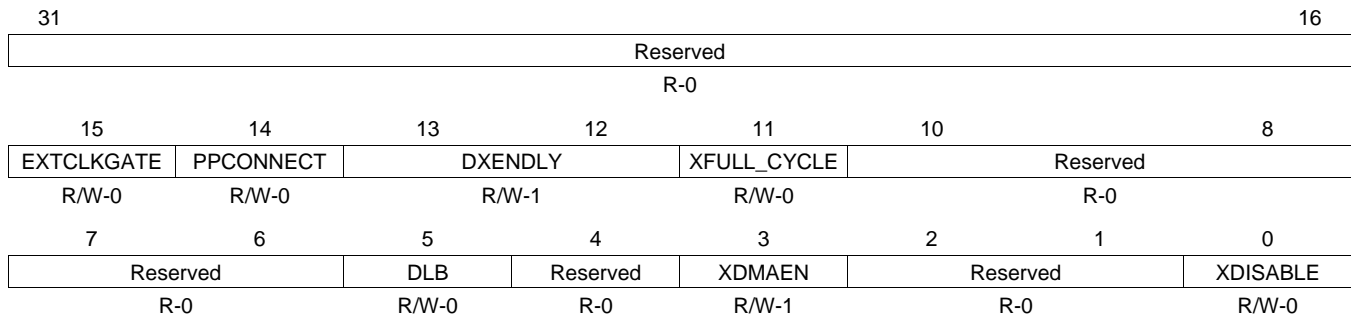 31 16
Reserved
R-0
15 14 13 12 11 10 8
EXTCLKGATE PPCONNECT DXENDLY XFULL_CYCLE Reserved
R/W-0 R/W-0 R/W-1 R/W-0 R-0
7 6 5 4 3 2 1 0
Reserved DLB Reserved XDMAEN Reserved XDISABLE
R-0 R/W-0 R-0 R/W-1 R-0 R/W-0